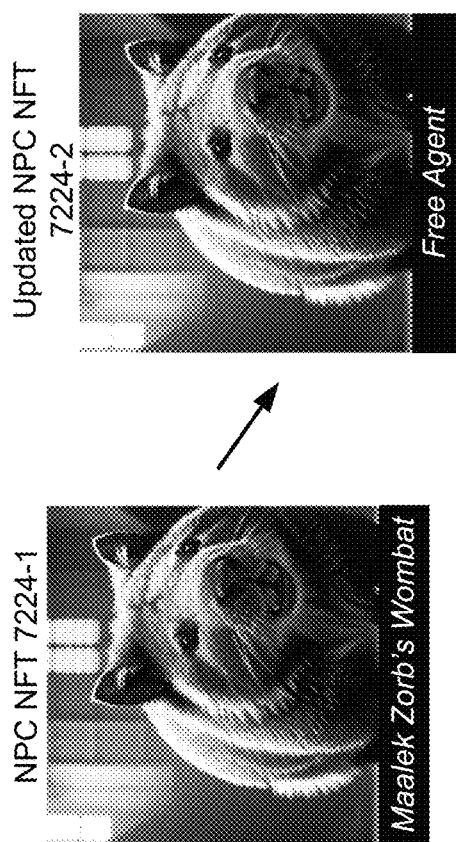 NPC NFT 7224-1
Maalek Zorb's Wombat
Updated NPC NFT
7224-2
Free Agent